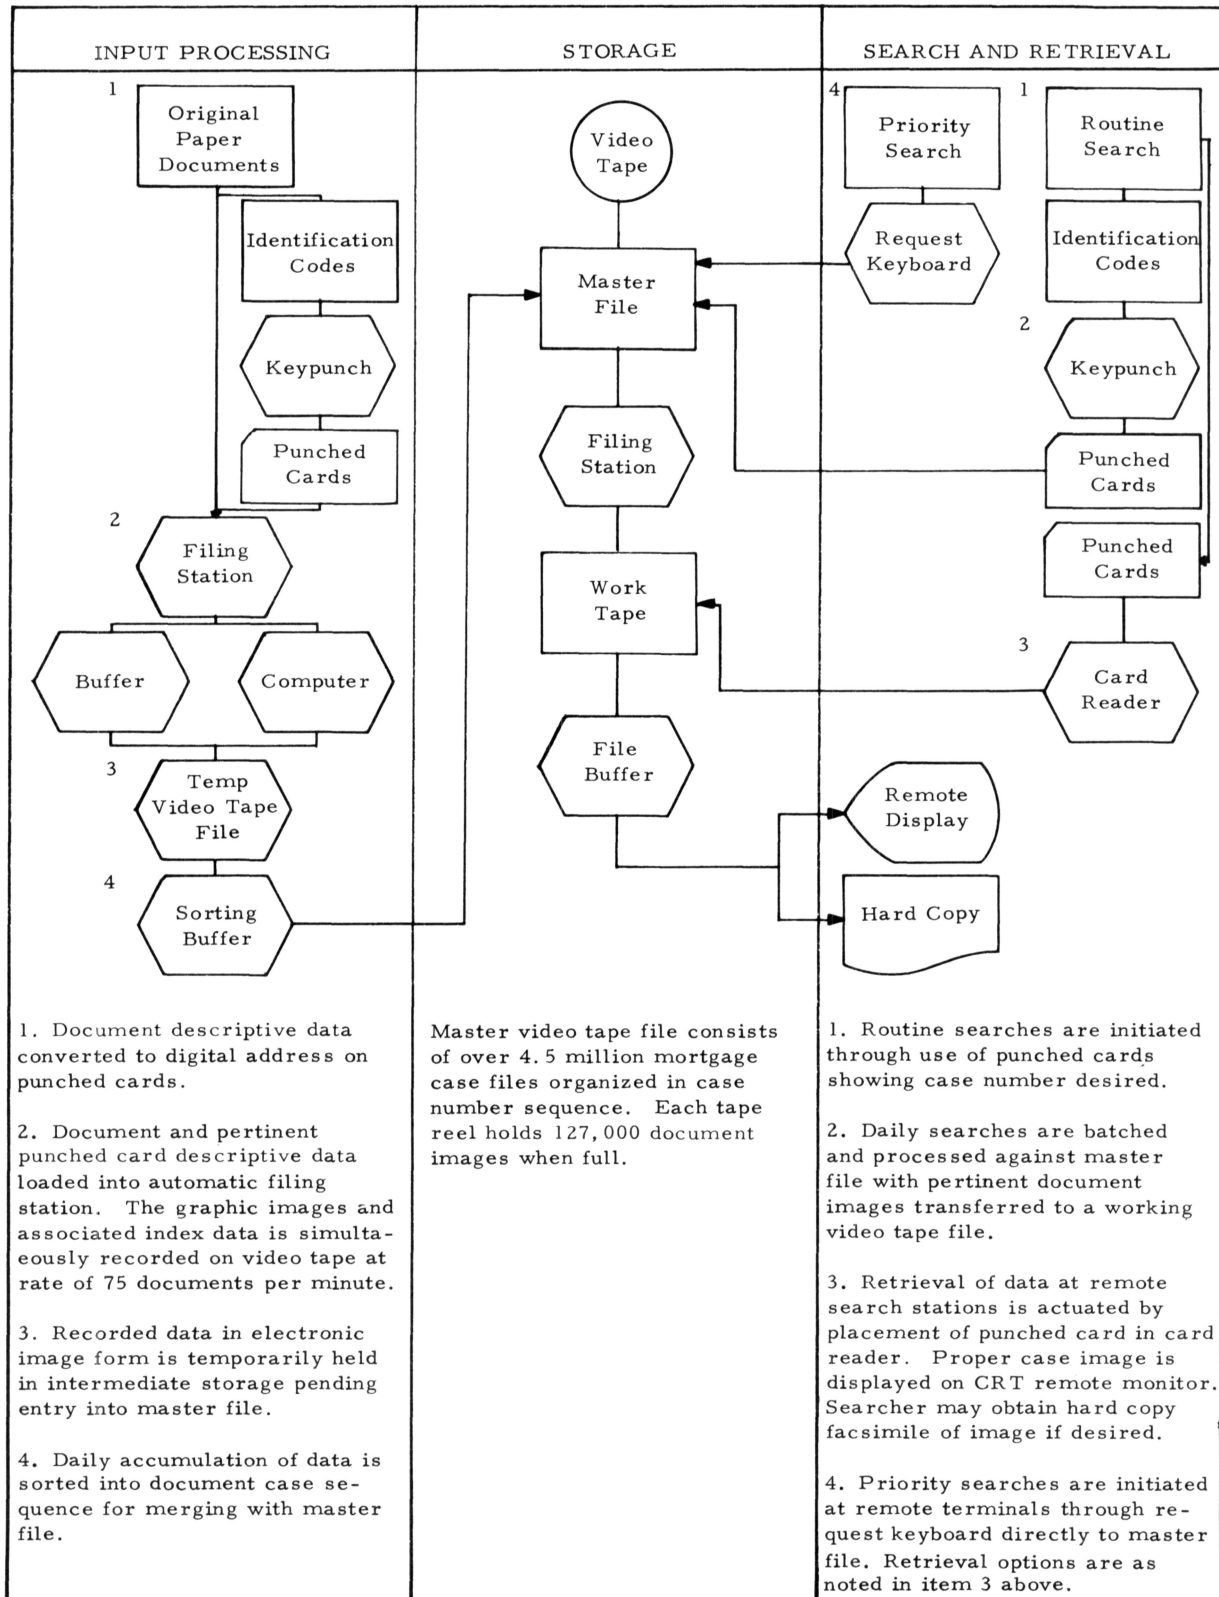 INPUT PROCESSING
STORAGE
SEARCH AND RETRIEVAL
1
Original
Paper
Documents
Identification
Codes
Keypunch
Punched
Cards
2
Filing
Station
Buffer
Computer
3
Temp
Video Tape
File
4
Sorting
Buffer
Video
Tape
Master
File
Filing
Station
Work
Tape
File
Buffer
4
Priority
Search
Request
Keyboard
1
Routine
Search
Identification
Codes
2
Keypunch
Punched
Cards
Punched
Cards
3
Card
Reader
Remote
Display
Hard Copy
1. Document descriptive data
converted to digital address on
punched cards.
2. Document and pertinent
punched card descriptive data
loaded into automatic filing
station. The graphic images and
associated index data is simulta-
eously recorded on video tape at
rate of 75 documents per minute.
3. Recorded data in electronic
image form is temporarily held
in intermediate storage pending
entry into master file.
4. Daily accumulation of data is
sorted into document case se-
quence for merging with master
file.
Master video tape file consists
of over 4.5 million mortgage
case files organized in case
number sequence. Each tape
reel holds 127,000 document
images when full.
1. Routine searches are initiated
through use of punched cards
showing case number desired.
2. Daily searches are batched
and processed against master
file with pertinent document
images transferred to a working
video tape file.
3. Retrieval of data at remote
search stations is actuated by
placement of punched card in card
reader. Proper case image is
displayed on CRT remote monitor.
Searcher may obtain hard copy
facsimile of image if desired.
4. Priority searches are initiated
at remote terminals through re-
quest keyboard directly to master
file. Retrieval options are as
noted in item 3 above.